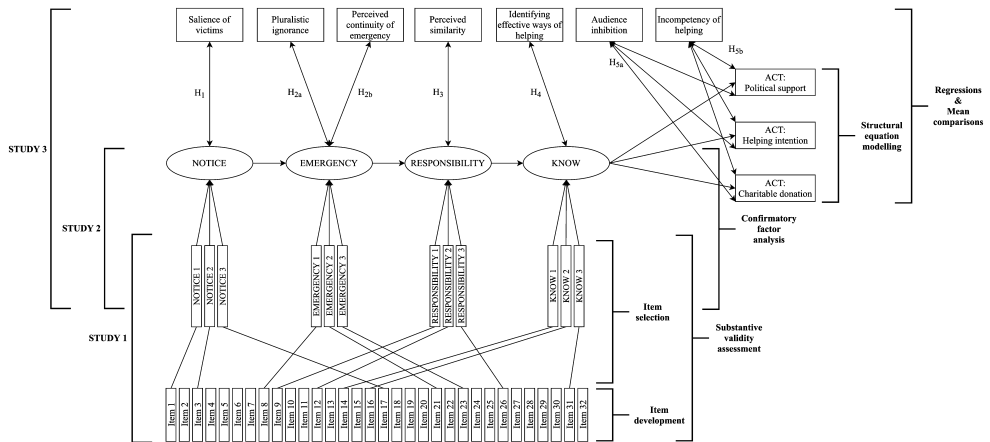 Salience of
victims
Pluralistic
ignorance
Perceived
continuity of
emergency
Perceived
similarity
Identifying
effective ways of
helping
Audience
inhibition
Incompetency of
helping
H1
H2a
H2b
H3
H4
H5a
H5b
ACT:
Political support
ACT:
Helping intention
ACT:
Charitable donation
Structural
equation
modelling
Regressions
&
Mean
comparisons
STUDY 3
NOTICE
EMERGENCY
RESPONSIBILITY
KNOW
STUDY 2
Confirmatory
factor
analysis
NOTICE 1
NOTICE 2
NOTICE 3
EMERGENCY 1
EMERGENCY 2
EMERGENCY 3
RESPONSIBILITY 1
RESPONSIBILITY 2
RESPONSIBILITY 3
KNOW 1
KNOW 2
KNOW 3
Item
selection
STUDY 1
Substantive
validity
assessment
Item 1
Item 2
Item 3
Item 4
Item 5
Item 6
Item 7
Item 8
Item 9
Item 10
Item 11
Item 12
Item 13
Item 14
Item 15
Item 16
Item 17
Item 18
Item 19
Item 20
Item 21
Item 22
Item 23
Item 24
Item 25
Item 26
Item 27
Item 28
Item 29
Item 30
Item 31
Item 32
Item
development